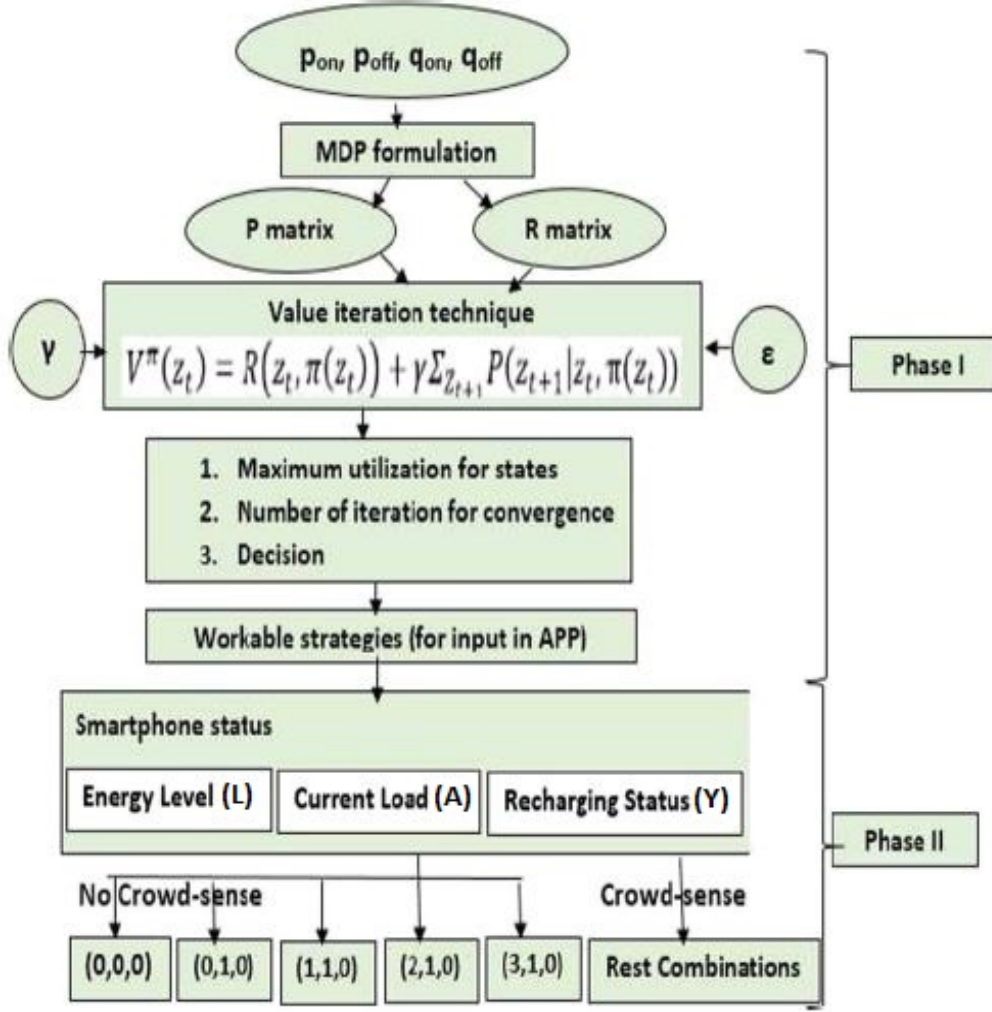 pon, poff, qon, qoff
MDP formulation
P matrix
R matrix
Value iteration technique
γ
V^π(z_t) = R(z_t, π(z_t)) + γΣ_{Z_{t+1}} P(z_{t+1}|z_t, π(z_t))
ε
Phase I
1. Maximum utilization for states
2. Number of iteration for convergence
3. Decision
Workable strategies (for input in APP)
Smartphone status
Energy Level (L)
Current Load (A)
Recharging Status (Y)
Phase II
No Crowd-sense
Crowd-sense
(0,0,0)
(0,1,0)
(1,1,0)
(2,1,0)
(3,1,0)
Rest Combinations